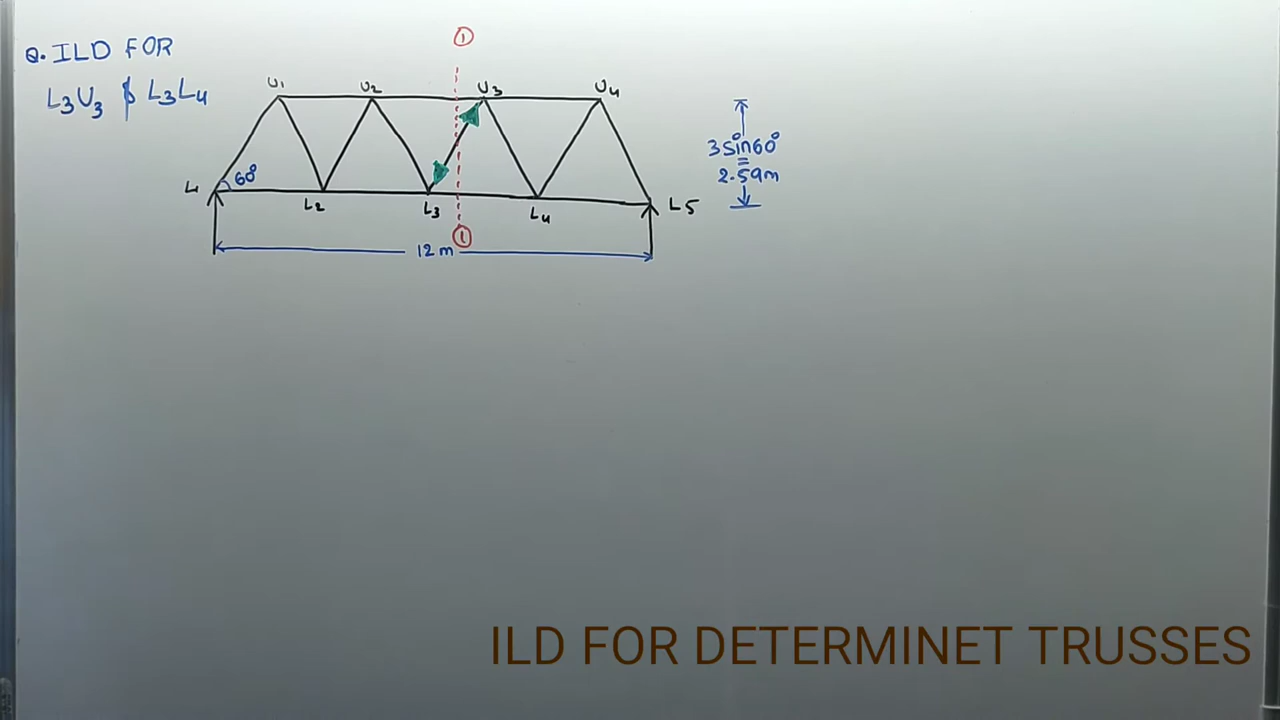 Q. ILD FOR
L3U3 & L3L4
①
U1
U2
U3
U4
60°
L1
L2
L3
L4
L5
①
12 m
3sin60°
=
2.59m
ILD FOR DETERMINET TRUSSES